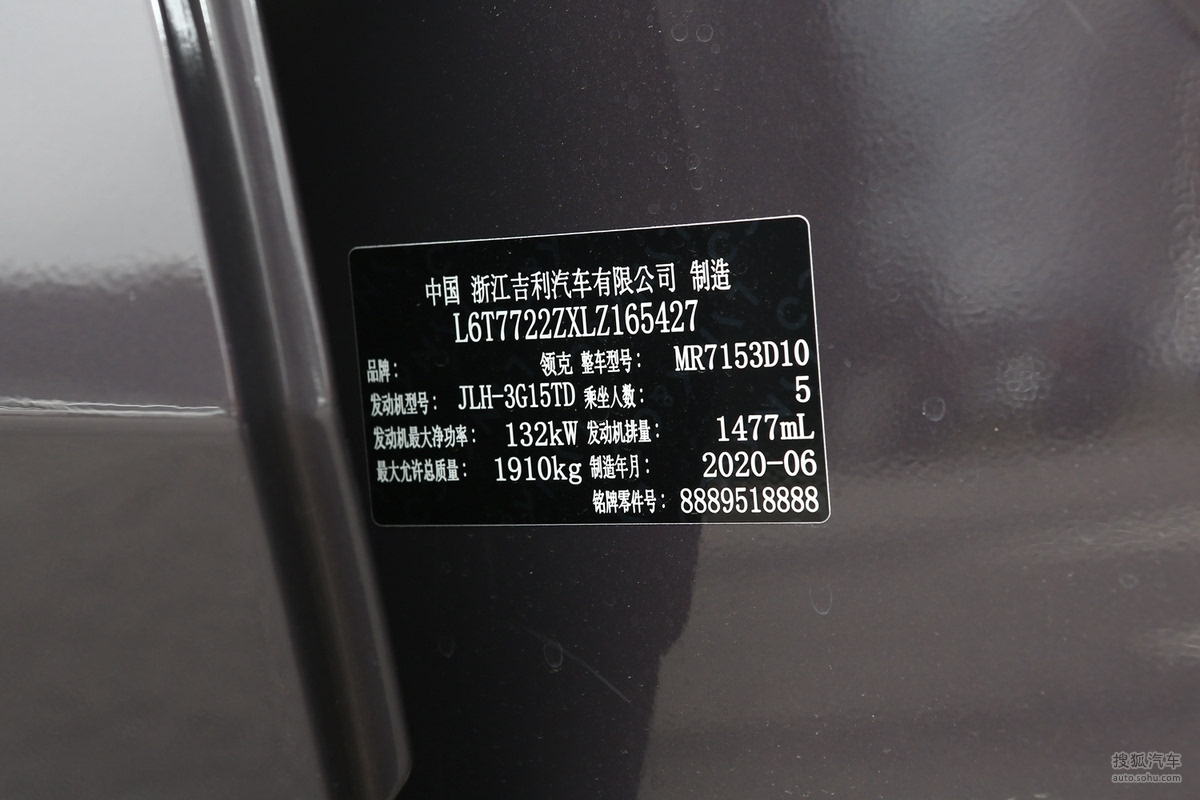 中国 浙江吉利汽车有限公司 制造
L6T7722ZXLZ165427
品牌： 领克 整车型号： MR7153D10
发动机型号： JLH-3G15TD 乘坐人数： 5
发动机最大净功率： 132kW 发动机排量： 1477mL
最大允许总质量： 1910kg 制造年月： 2020-06
铭牌零件号： 8889518888
搜狐汽车
auto.sohu.com